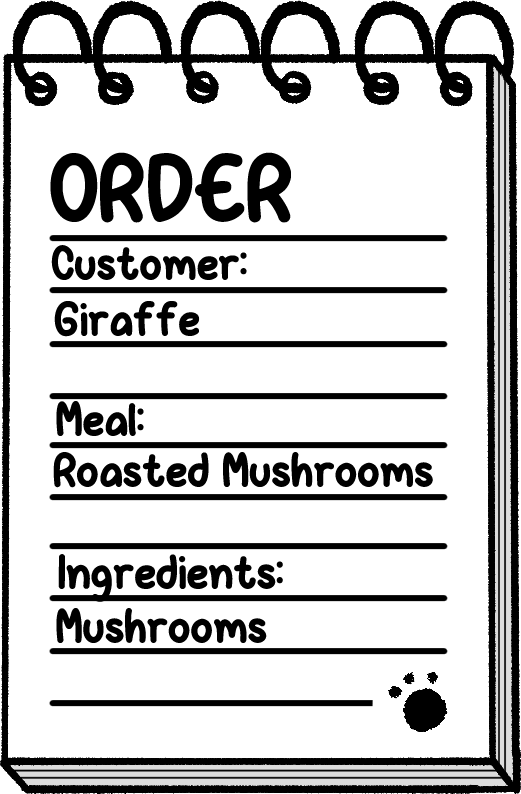 ORDER
Customer:
Giraffe
Meal:
Roasted Mushrooms
Ingredients:
Mushrooms